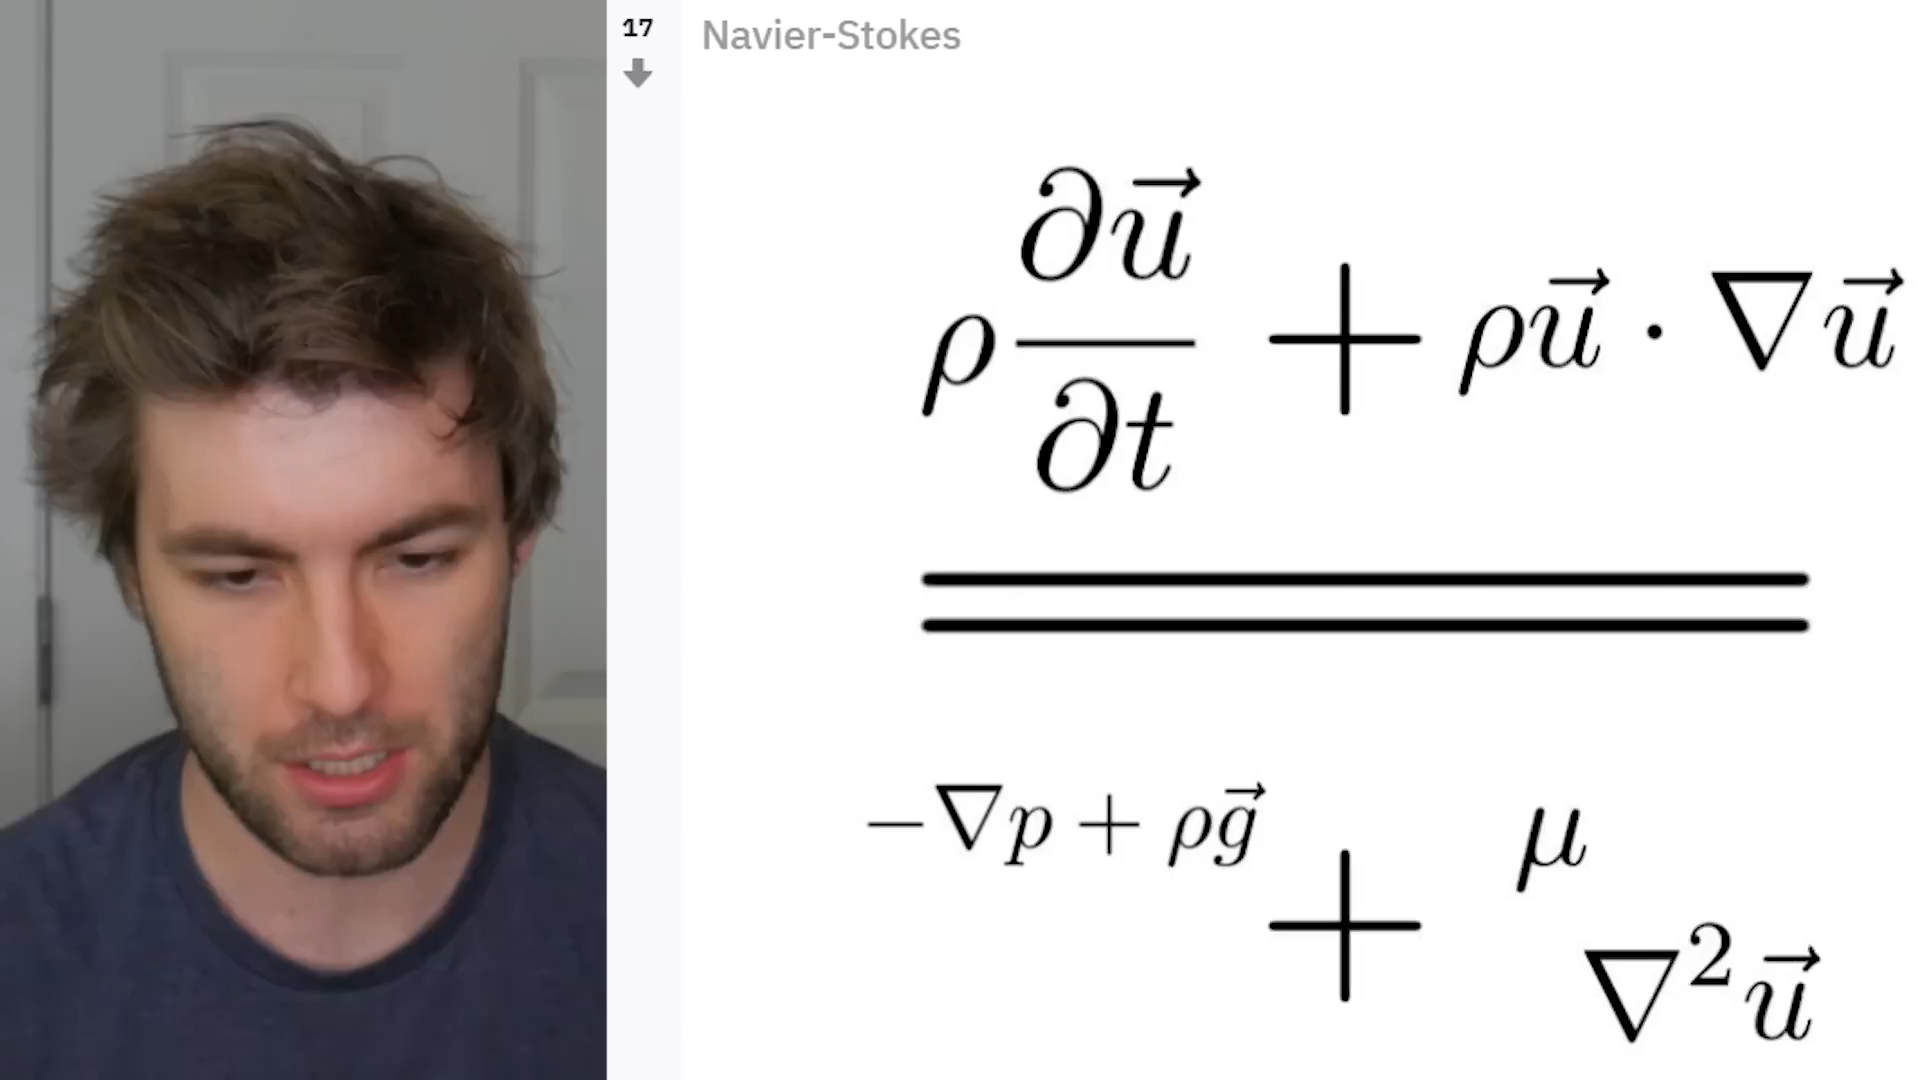 17
Navier-Stokes
ρ ∂u⃗/∂t + ρu⃗ · ∇u⃗
=
−∇p + ρg⃗ + μ ∇²u⃗